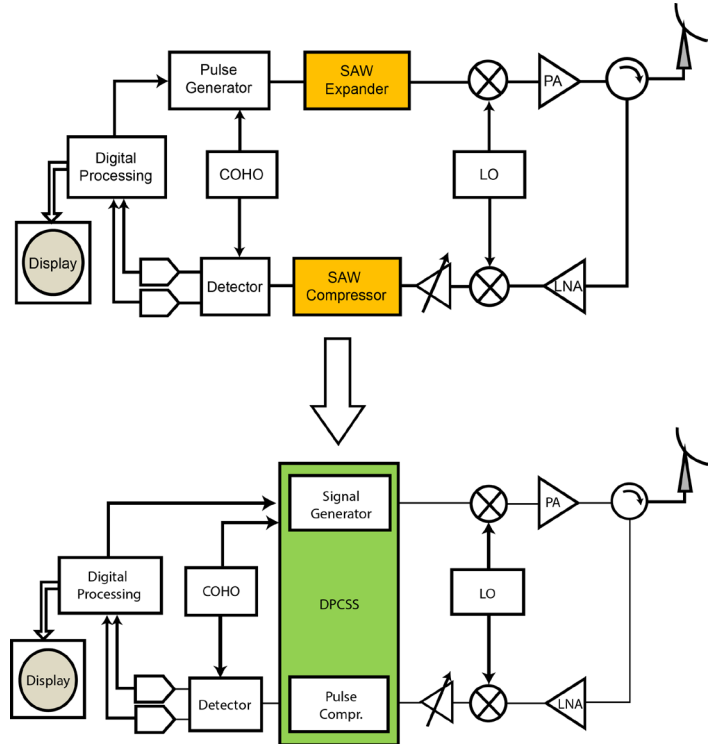 Pulse
Generator
SAW
Expander
PA
Digital
Processing
COHO
LO
Display
Detector
SAW
Compressor
LNA
Signal
Generator
PA
Digital
Processing
COHO
DPCSS
LO
Display
Detector
Pulse
Compr.
LNA